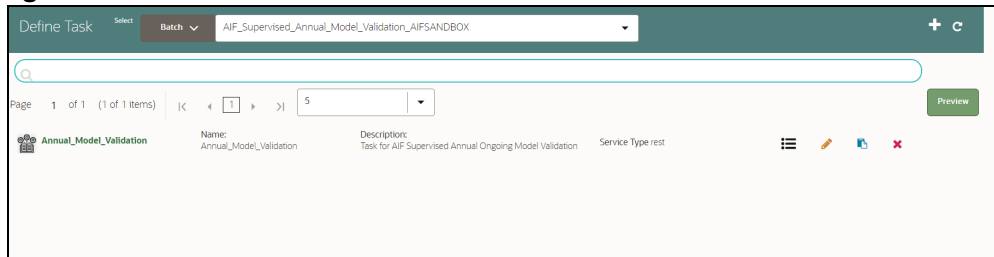 Define Task Select Batch AIF_Supervised_Annual_Model_Validation_AIFSANDBOX
Page 1 of 1 (1 of 1 items) 1 5 Preview
Annual_Model_Validation Name: Description: Service Type rest
Annual_Model_Validation Task for AIF Supervised Annual Ongoing Model Validation